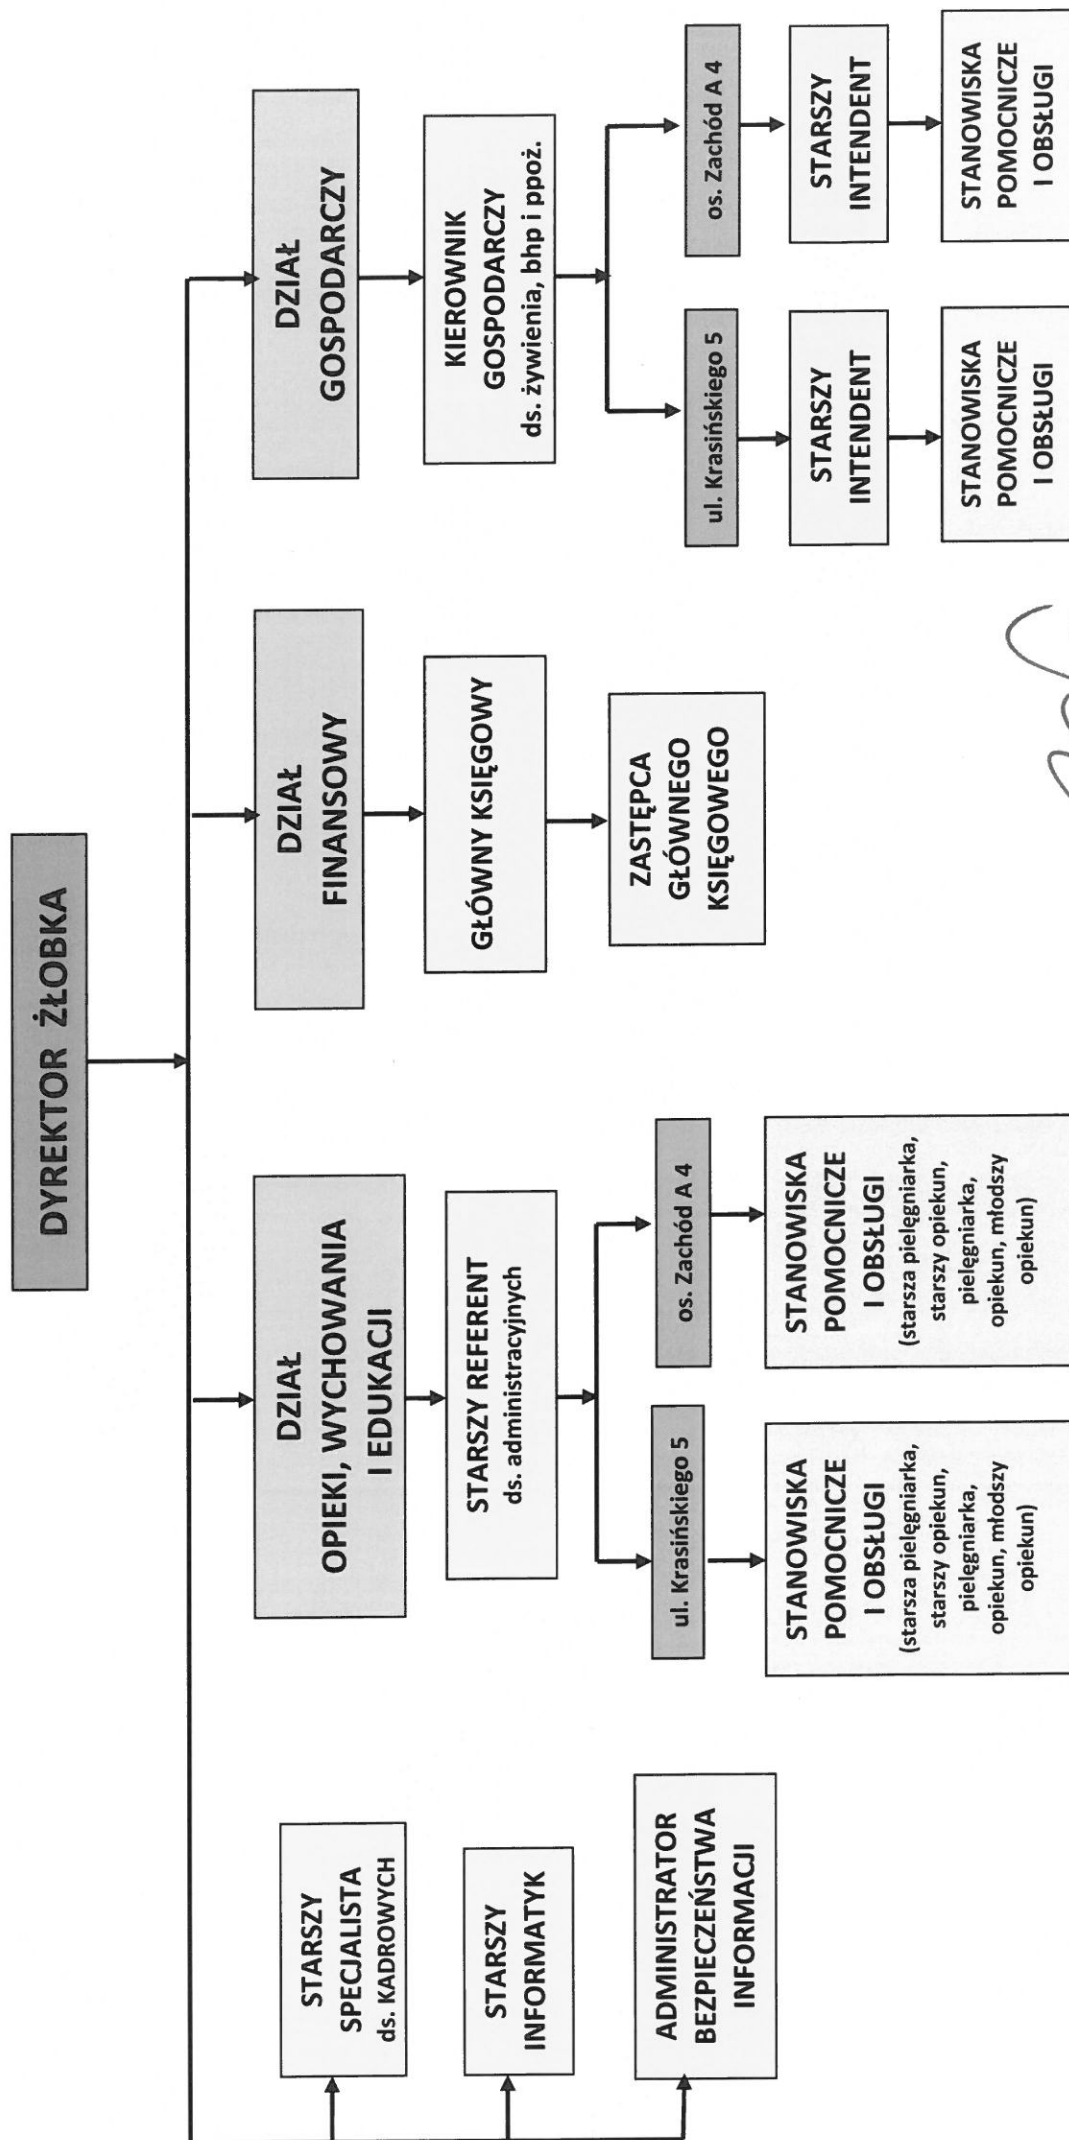 DYREKTOR ŻŁOBKA
STARSZY
SPECJALISTA
ds. KADROWYCH
STARSZY
INFORMATYK
ADMINISTRATOR
BEZPIECZEŃSTWA
INFORMACJI
DZIAŁ
OPIEKI, WYCHOWANIA
I EDUKACJI
STARSZY REFERENT
ds. administracyjnych
ul. Krasińskiego 5
STANOWISKA
POMOCNICZE
I OBSŁUGI
(starsza pielęgniarka,
starszy opiekun,
pielęgniarka,
opiekun, młodszy
opiekun)
os. Zachód A 4
STANOWISKA
POMOCNICZE
I OBSŁUGI
(starsza pielęgniarka,
starszy opiekun,
pielęgniarka,
opiekun, młodszy
opiekun)
DZIAŁ
FINANSOWY
GŁÓWNY KSIĘGOWY
ZASTĘPCA
GŁÓWNEGO
KSIĘGOWEGO
DZIAŁ
GOSPODARCZY
KIEROWNIK
GOSPODARCZY
ds. żywienia, bhp i ppoż.
ul. Krasińskiego 5
STARSZY
INTENDENT
STANOWISKA
POMOCNICZE
I OBSŁUGI
os. Zachód A 4
STARSZY
INTENDENT
STANOWISKA
POMOCNICZE
I OBSŁUGI